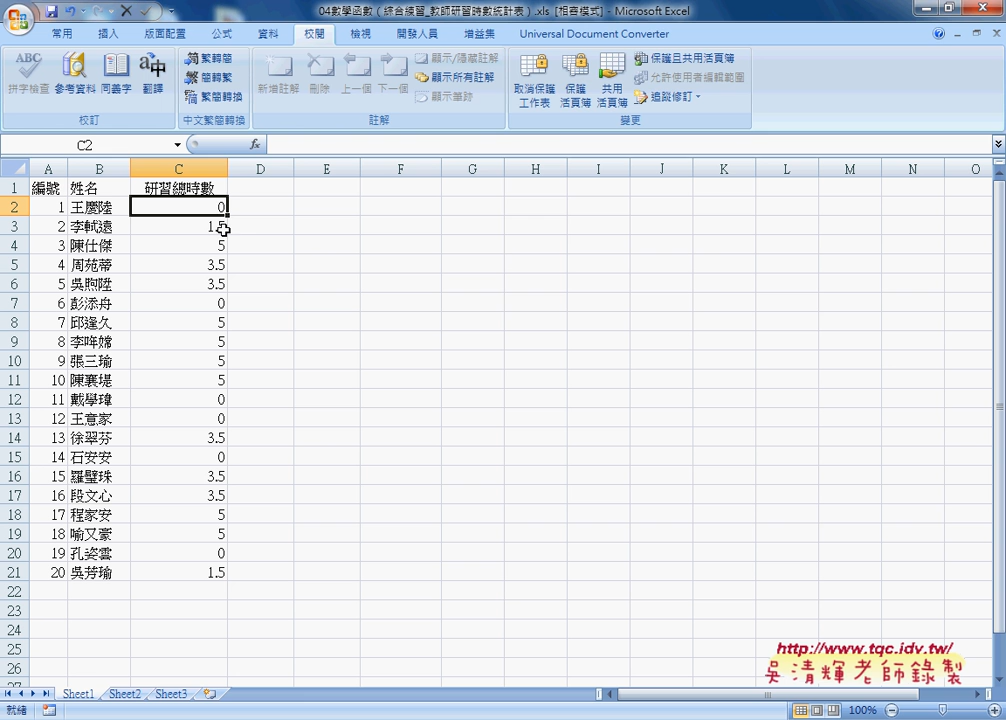 04數學函數（綜合練習_教師研習時數統計表）.xls [相容模式] - Microsoft Excel
常用 插入 版面配置 公式 資料 校閱 檢視 開發人員 增益集 Universal Document Converter
拼字檢查 參考資料 同義字 翻譯
校訂
繁轉簡
簡轉繁
繁簡轉換
中文繁簡轉換
新增註解 刪除 上一個 下一個
顯示/隱藏註解
顯示所有註解
顯示筆跡
註解
取消保護工作表 保護活頁簿 共用活頁簿
保護且共用活頁簿
允許使用者編輯範圍
追蹤修訂
變更
C2 fx
A B C D E F G H I J K L M N O
1 編號 姓名 研習總時數
2 1 王慶陸 0
3 2 李軾遠 1.5
4 3 陳仕傑 5
5 4 周苑蒂 3.5
6 5 吳煦陞 3.5
7 6 彭添舟 0
8 7 邱逢久 5
9 8 李哖嫦 5
10 9 張三瑜 5
11 10 陳襄堤 5
12 11 戴學瑋 0
13 12 王意家 0
14 13 徐翠芬 3.5
15 14 石安安 0
16 15 羅璧珠 3.5
17 16 段文心 3.5
18 17 程家安 5
19 18 喻又豪 5
20 19 孔姿雲 0
21 20 吳芳瑜 1.5
22
23
24
25
26
http://www.tqc.idv.tw/
吳清輝老師錄製
Sheet1 Sheet2 Sheet3
就緒 100%